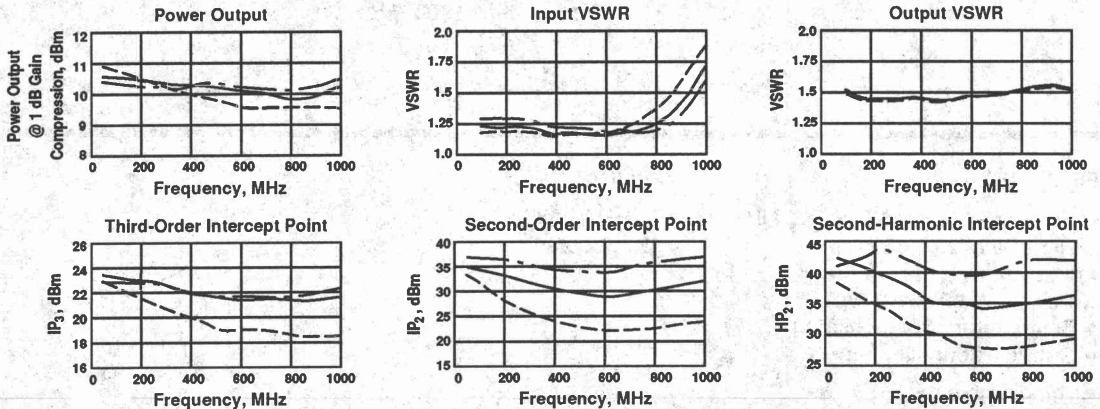 Power Output
Power Output
@ 1 dB Gain
Compression, dBm
12
11
10
9
8
0 200 400 600 800 1000
Frequency, MHz
Input VSWR
VSWR
2.0
1.75
1.5
1.25
1.0
0 200 400 600 800 1000
Frequency, MHz
Output VSWR
VSWR
2.0
1.75
1.5
1.25
1.0
0 200 400 600 800 1000
Frequency, MHz
Third-Order Intercept Point
IP3, dBm
26
24
22
20
18
16
0 200 400 600 800 1000
Frequency, MHz
Second-Order Intercept Point
IP2, dBm
40
35
30
25
20
15
0 200 400 600 800 1000
Frequency, MHz
Second-Harmonic Intercept Point
HP2, dBm
45
40
35
30
25
0 200 400 600 800 1000
Frequency, MHz